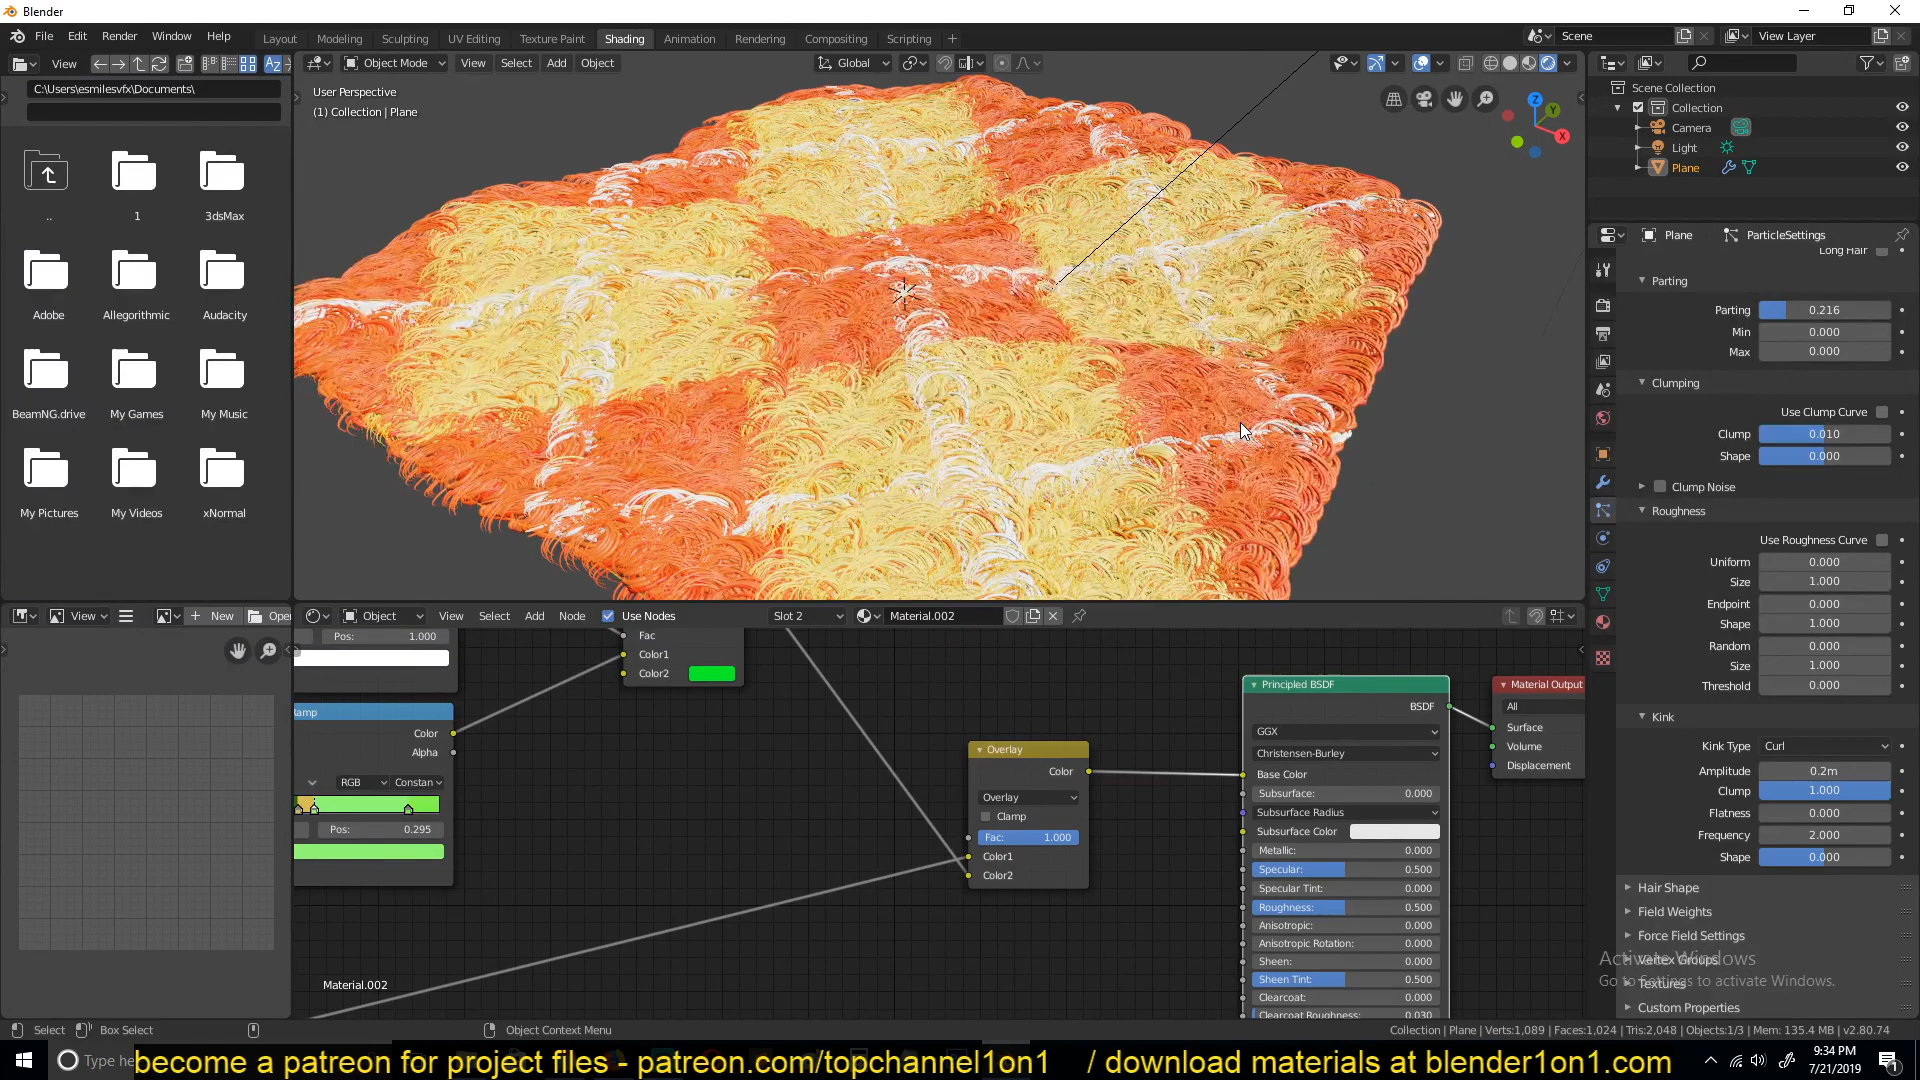 Blender
File Edit Render Window Help
Layout Modeling Sculpting UV Editing Texture Paint Shading Animation Rendering Compositing Scripting +
Scene
View Layer
View
C:\Users\esmilesvfx\Documents\
..
1
3dsMax
Adobe
Allegorithmic
Audacity
BeamNG.drive
My Games
My Music
My Pictures
My Videos
xNormal
Object Mode View Select Add Object
Global
User Perspective
(1) Collection | Plane
Z
Y
X
Scene Collection
Collection
Camera
Light
Plane
Plane
ParticleSettings
Long Hair
Parting
Parting 0.216
Min 0.000
Max 0.000
Clumping
Use Clump Curve
Clump 0.010
Shape 0.000
Clump Noise
Roughness
Use Roughness Curve
Uniform 0.000
Size 1.000
Endpoint 0.000
Shape 1.000
Random 0.000
Size 1.000
Threshold 0.000
Kink
Kink Type Curl
Amplitude 0.2m
Clump 1.000
Flatness 0.000
Frequency 2.000
Shape 0.000
Hair Shape
Field Weights
Force Field Settings
Vertex Groups
Textures
Custom Properties
Activate Windows
Go to Settings to activate Windows.
View
New
Open
Object View Select Add Node Use Nodes
Slot 2
Material.002
Pos: 1.000
Fac
Color1
Color2
Ramp
Color
Alpha
RGB
Constan
Pos: 0.295
Overlay
Color
Overlay
Clamp
Fac: 1.000
Color1
Color2
Principled BSDF
BSDF
GGX
Christensen-Burley
Base Color
Subsurface: 0.000
Subsurface Radius
Subsurface Color
Metallic: 0.000
Specular: 0.500
Specular Tint: 0.000
Roughness: 0.500
Anisotropic: 0.000
Anisotropic Rotation: 0.000
Sheen: 0.000
Sheen Tint: 0.500
Clearcoat: 0.000
Clearcoat Roughness: 0.030
Material Output
All
Surface
Volume
Displacement
Material.002
Select
Box Select
Object Context Menu
Collection | Plane | Verts:1,089 | Faces:1,024 | Tris:2,048 | Objects:1/3 | Mem: 135.4 MB | v2.80.74
Type he
become a patreon for project files - patreon.com/topchannel1on1 / download materials at blender1on1.com
9:34 PM
7/21/2019
1